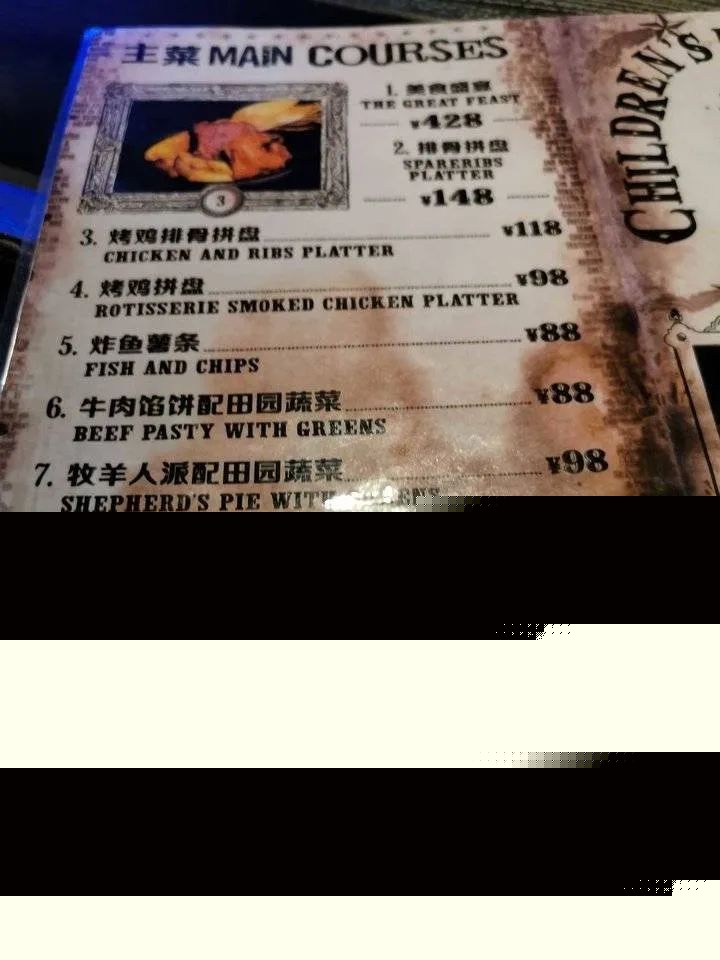 主菜 MAIN COURSES
1. 美食盛宴
THE GREAT FEAST
¥428
2. 排骨拼盘
SPARERIBS
PLATTER
¥148
3
3. 烤鸡排骨拼盘 ¥118
CHICKEN AND RIBS PLATTER
4. 烤鸡拼盘 ¥98
ROTISSERIE SMOKED CHICKEN PLATTER
5. 炸鱼薯条 ¥88
FISH AND CHIPS
6. 牛肉馅饼配田园蔬菜 ¥88
BEEF PASTY WITH GREENS
7. 牧羊人派配田园蔬菜 ¥98
SHEPHERD'S PIE WITH
CHILDREN'S